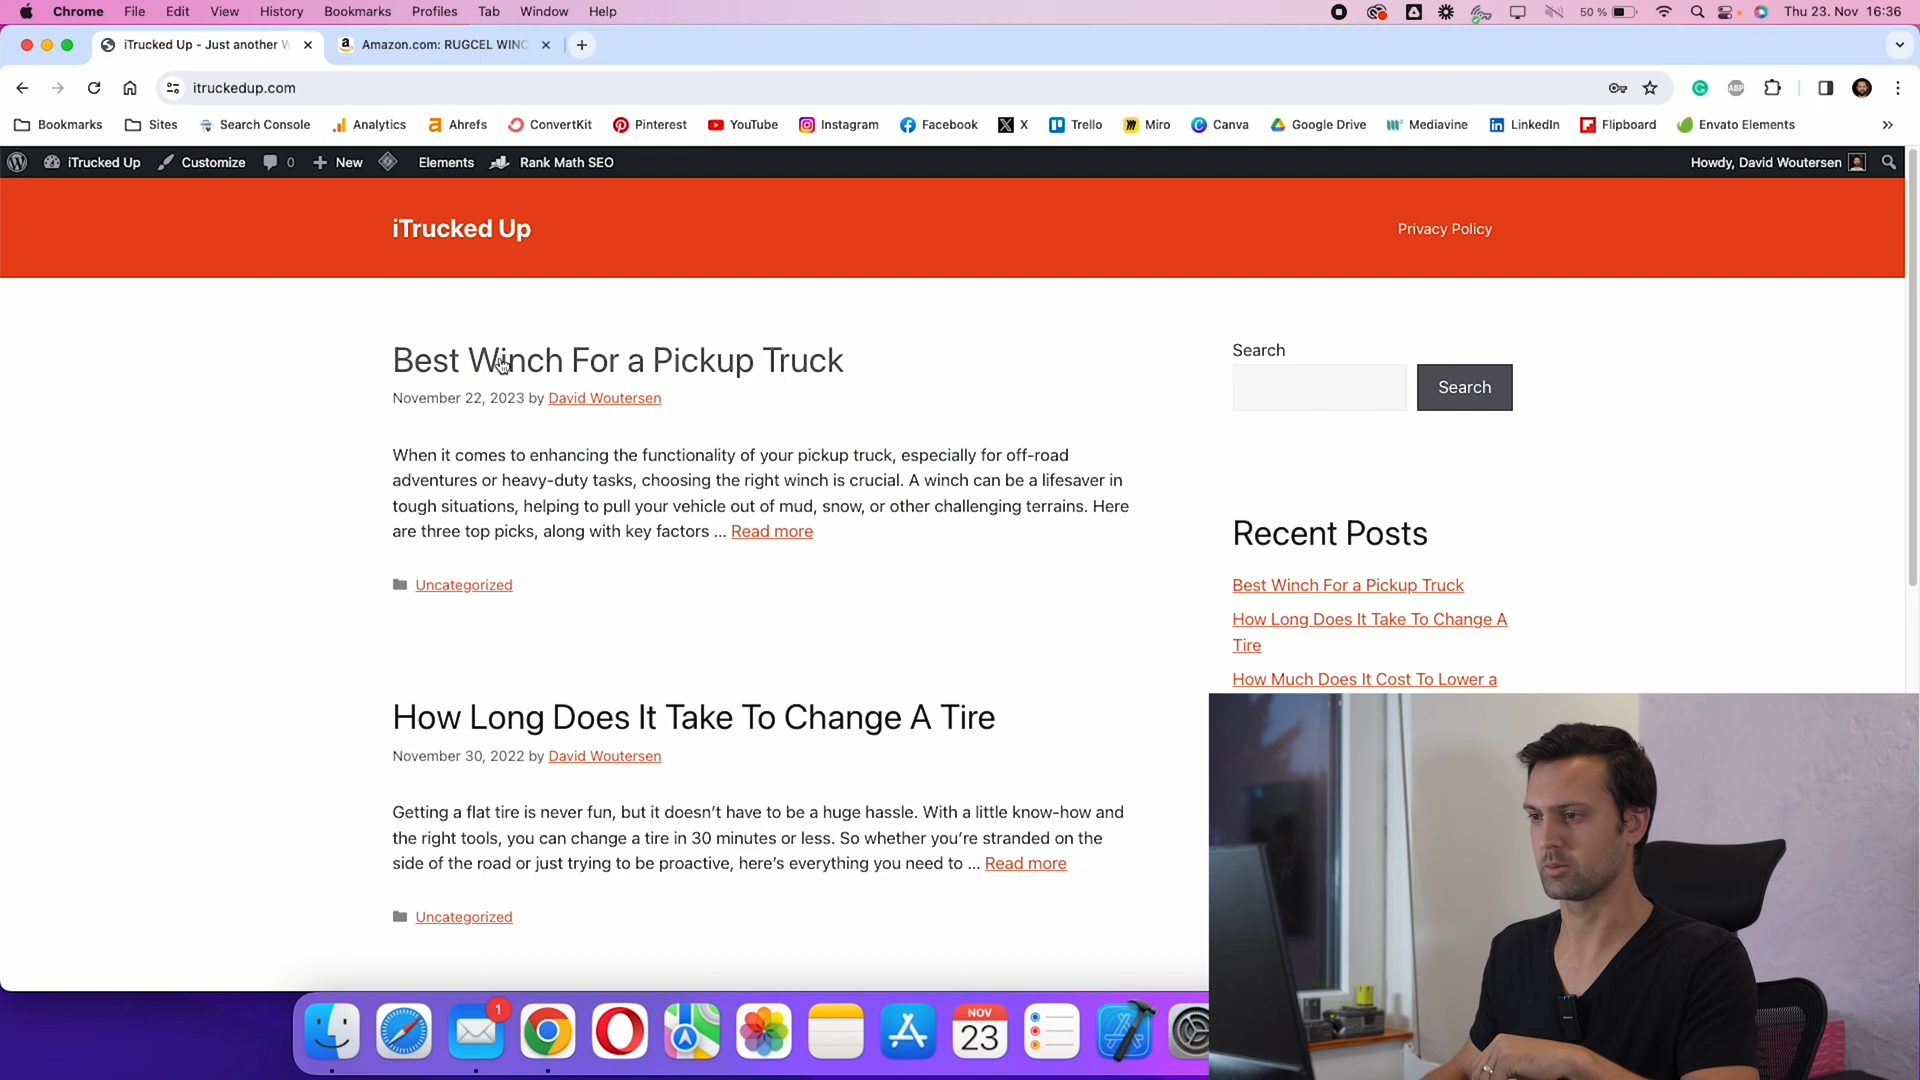 Chrome File Edit View History Bookmarks Profiles Tab Window Help
50 % Thu 23. Nov 16:36
iTrucked Up - Just another W
Amazon.com: RUGCEL WINC
itruckedup.com
ABP
Bookmarks Sites Search Console Analytics Ahrefs ConvertKit Pinterest YouTube Instagram Facebook X Trello Miro Canva Google Drive Mediavine LinkedIn Flipboard Envato Elements
iTrucked Up Customize 0 New Elements Rank Math SEO
Howdy, David Woutersen
iTrucked Up
Privacy Policy
Best Winch For a Pickup Truck
November 22, 2023 by David Woutersen
When it comes to enhancing the functionality of your pickup truck, especially for off-road
adventures or heavy-duty tasks, choosing the right winch is crucial. A winch can be a lifesaver in
tough situations, helping to pull your vehicle out of mud, snow, or other challenging terrains. Here
are three top picks, along with key factors ... Read more
Uncategorized
How Long Does It Take To Change A Tire
November 30, 2022 by David Woutersen
Getting a flat tire is never fun, but it doesn't have to be a huge hassle. With a little know-how and
the right tools, you can change a tire in 30 minutes or less. So whether you're stranded on the
side of the road or just trying to be proactive, here's everything you need to ... Read more
Uncategorized
Search
Search
Recent Posts
Best Winch For a Pickup Truck
How Long Does It Take To Change A
Tire
How Much Does It Cost To Lower a
1
NOV
23